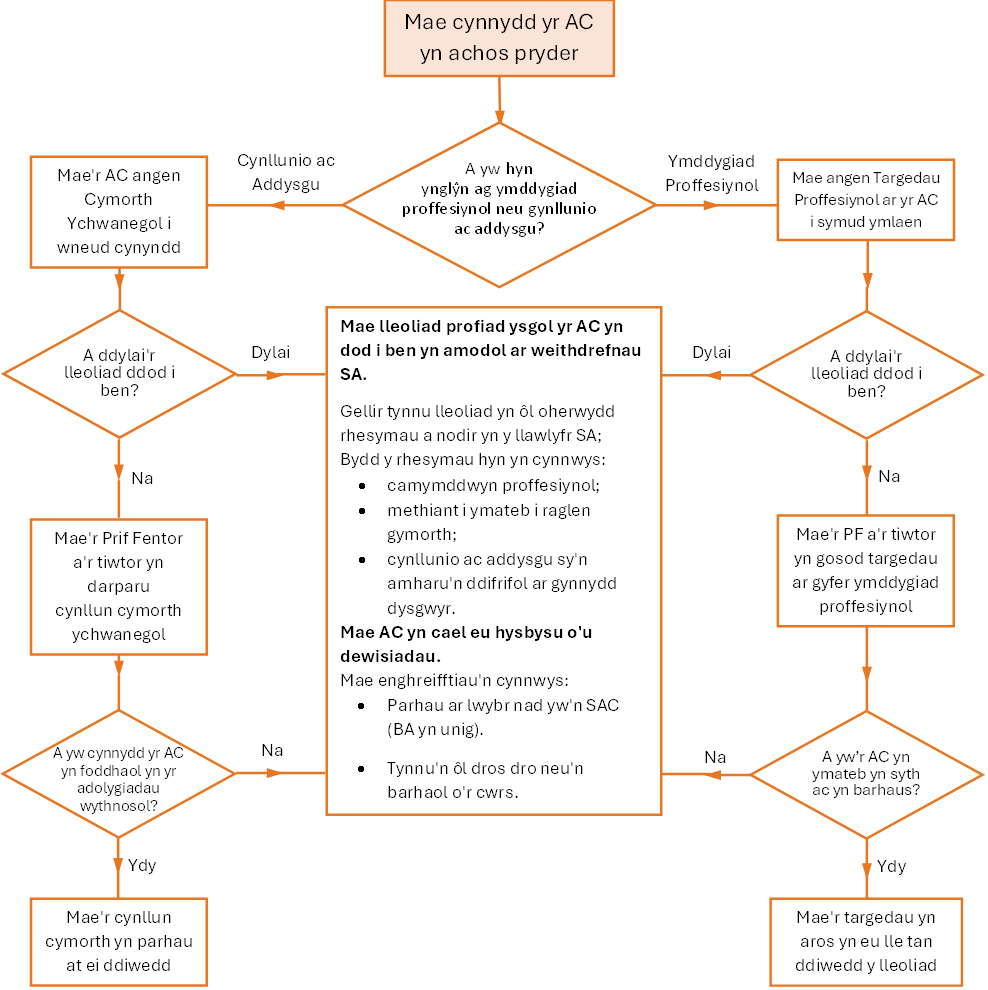 Mae cynnydd yr AC
yn achos pryder
A yw hyn
ynglŷn ag ymddygiad
proffesiynol neu gynllunio
ac addysgu?
Cynllunio ac
Addysgu
Ymddygiad
Proffesiynol
Mae'r AC angen
Cymorth
Ychwanegol i
wneud cynyndd
Mae angen Targedau
Proffesiynol ar yr AC
i symud ymlaen
A ddylai'r
lleoliad ddod i
ben?
Dylai
Mae lleoliad profiad ysgol yr AC yn
dod i ben yn amodol ar weithdrefnau
SA.
Gellir tynnu lleoliad yn ôl oherwydd
rhesymau a nodir yn y llawlyfr SA;
Bydd y rhesymau hyn yn cynnwys:
• camymddwyn proffesiynol;
• methiant i ymateb i raglen
gymorth;
• cynllunio ac addysgu sy'n
amharu'n ddifrifol ar gynnydd
dysgwyr.
Mae AC yn cael eu hysbysu o'u
dewisiadau.
Mae enghreifftiau'n cynnwys:
• Parhau ar lwybr nad yw'n SAC
(BA yn unig).
• Tynnu'n ôl dros dro neu'n
barhaol o'r cwrs.
Dylai
A ddylai'r
lleoliad ddod i
ben?
Na
Na
Mae'r Prif Fentor
a'r tiwtor yn
darparu
cynllun cymorth
ychwanegol
Mae'r PF a'r tiwtor
yn gosod targedau
ar gyfer ymddygiad
proffesiynol
A yw cynnydd yr AC
yn foddhaol yn yr
adolygiadau
wythnosol?
Na
Na
A yw'r AC yn
ymateb yn syth
ac yn barhaus?
Ydy
Ydy
Mae'r cynllun
cymorth yn parhau
at ei ddiwedd
Mae'r targedau yn
aros yn eu lle tan
ddiwedd y lleoliad